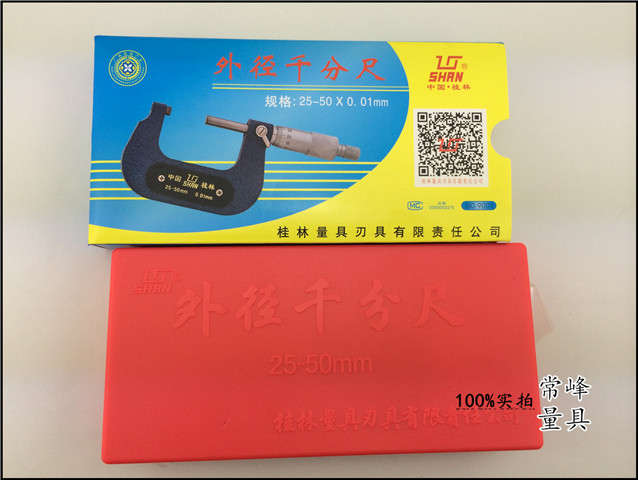 外径千分尺
SHAN
®
中国·桂林
规格:25-50X0.01mm
中国 SHAN 桂林
25-50mm 0.01mm
MC
桂林量具刃具有限责任公司
SHAN
外径千分尺
25-50mm
桂林量具刃具有限责任公司
100%实拍
常峰
量具